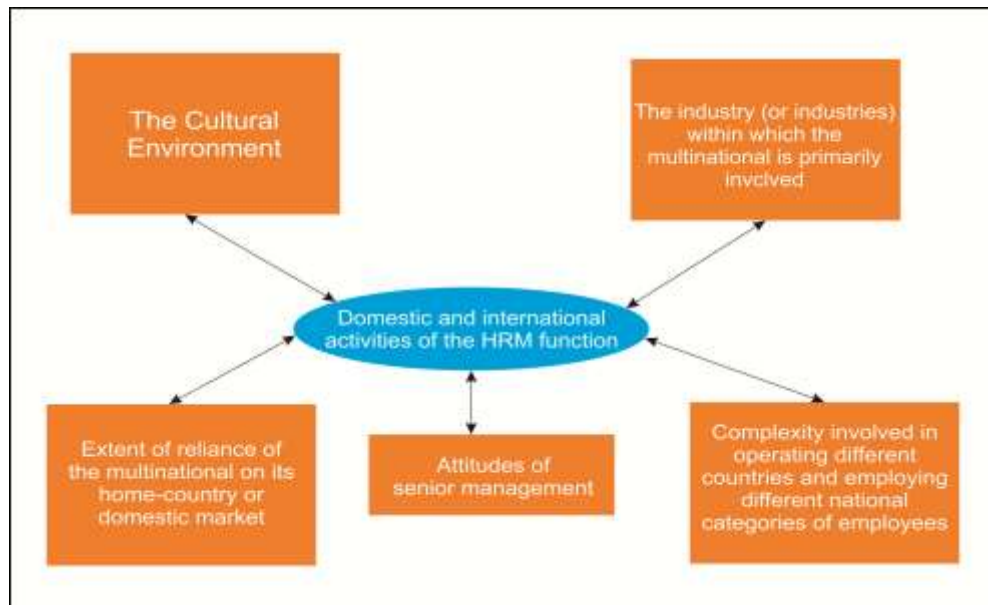 The Cultural
Environment
The industry (or industries)
within which the
multinational is primarily
invclved
Domestic and international
activities of the HRM function
Extent of reliance of
the multinational on its
home-country or
domestic market
Attitudes of
senior management
Complexity involved in
operating different
countries and employing
different national
categories of employees